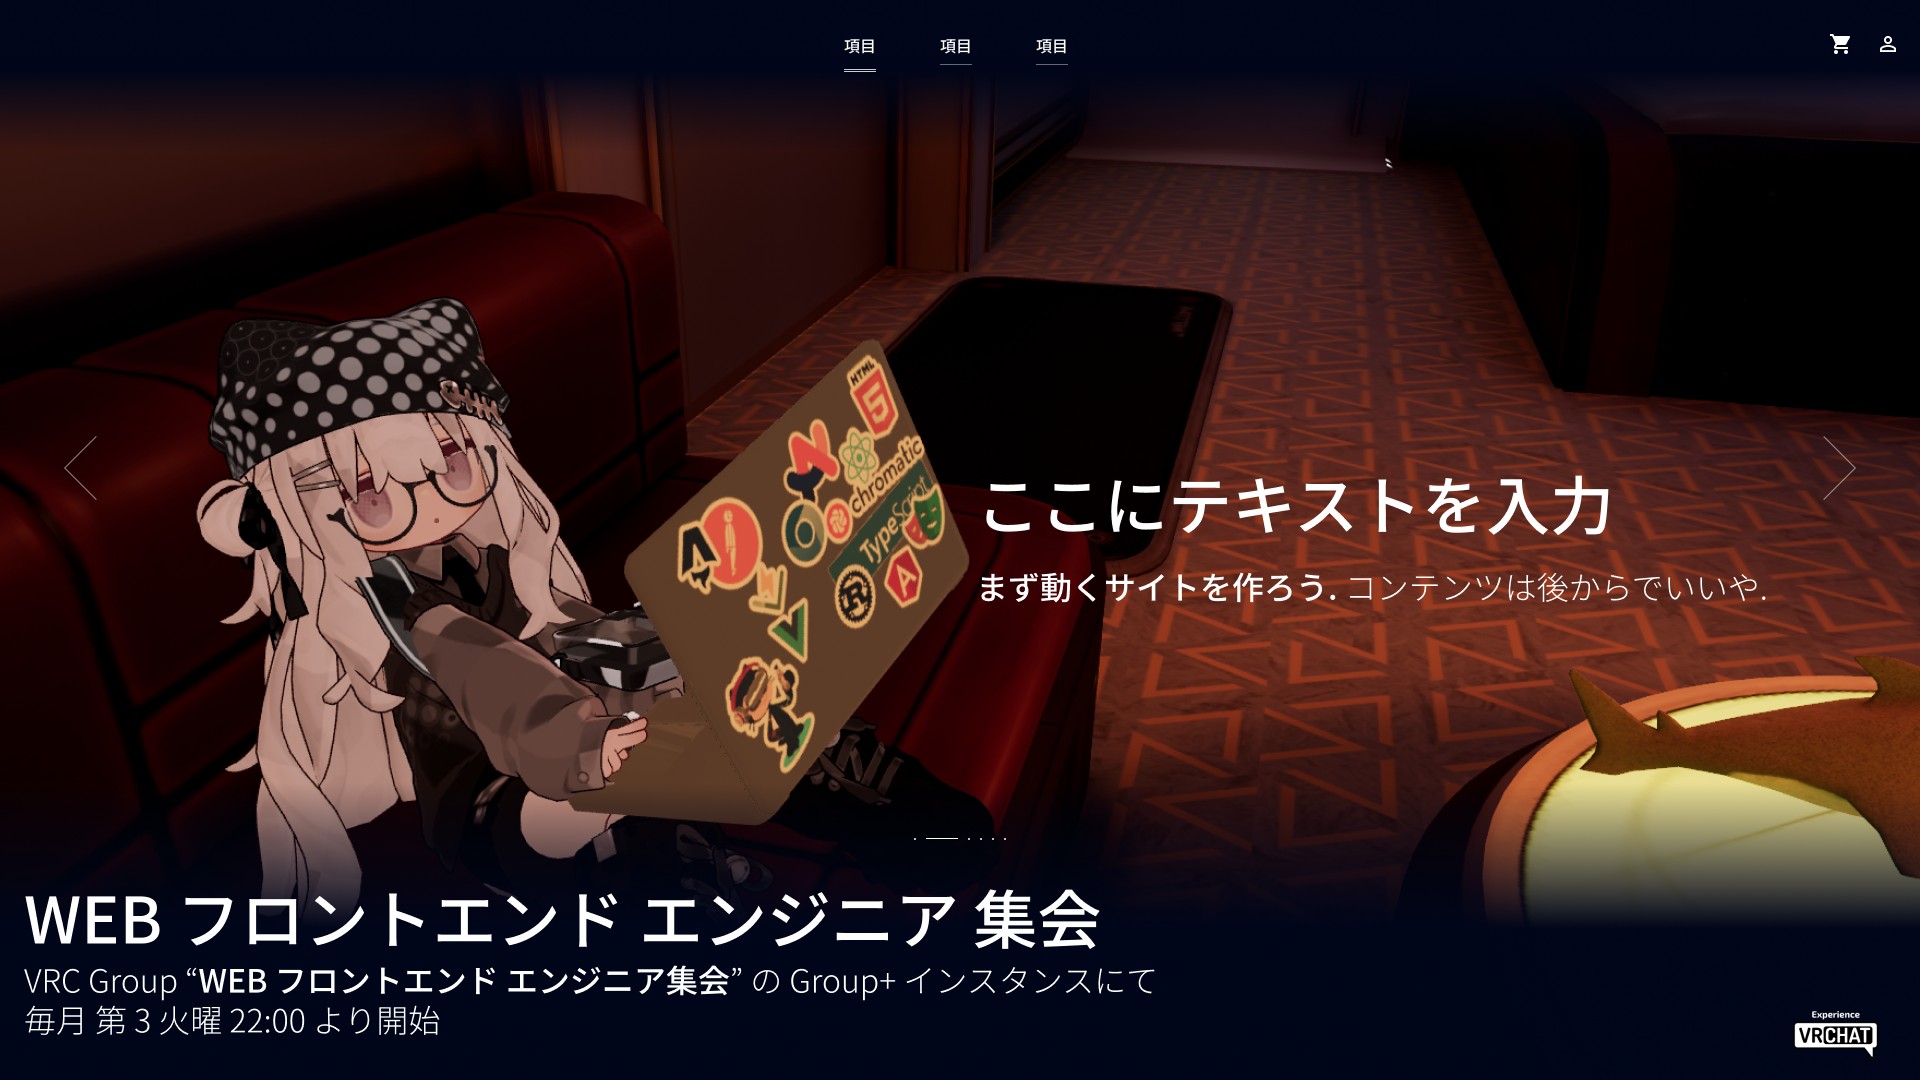 項目 項目 項目
HTML
5
chromatic
TypeScript
R
A
ここにテキストを入力
まず動くサイトを作ろう. コンテンツは後からでいいや.
WEB フロントエンド エンジニア 集会
VRC Group “WEB フロントエンド エンジニア集会” の Group+ インスタンスにて
毎月 第 3 火曜 22:00 より開始
Experience
VRCHAT